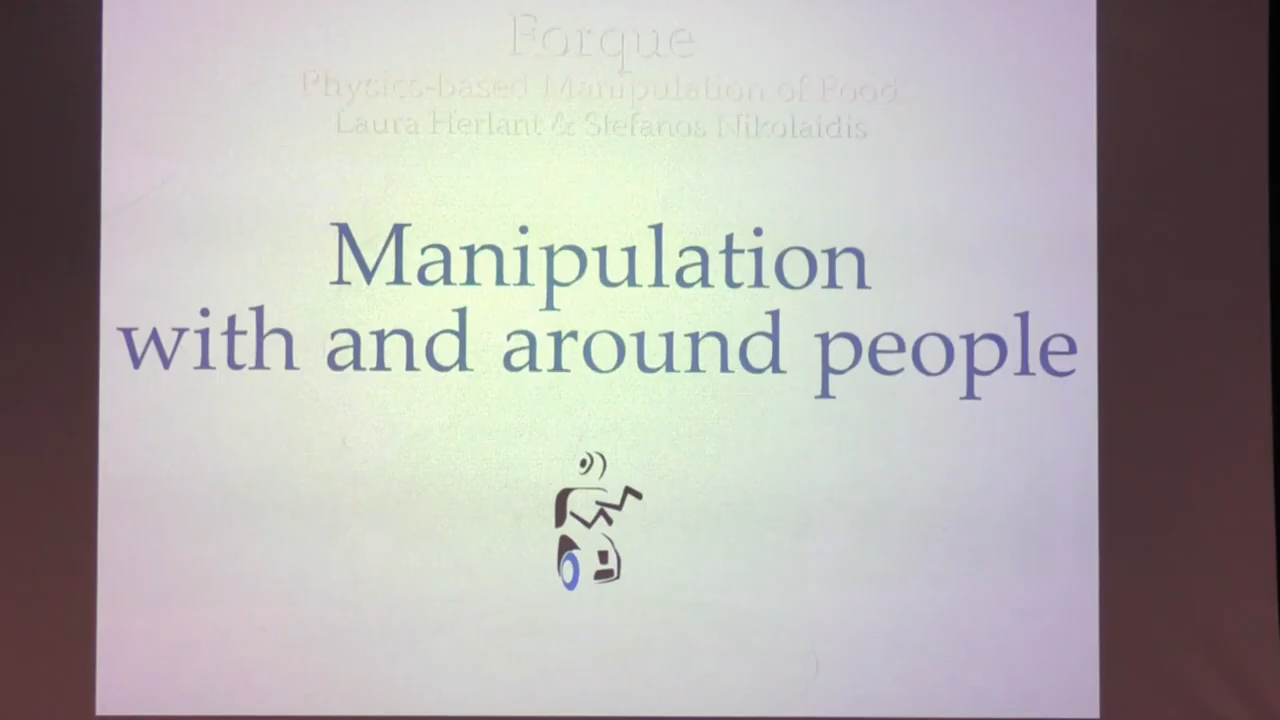 Forque
Physics-based Manipulation of Food
Laura Herlant & Stefanos Nikolaidis
Manipulation
with and around people